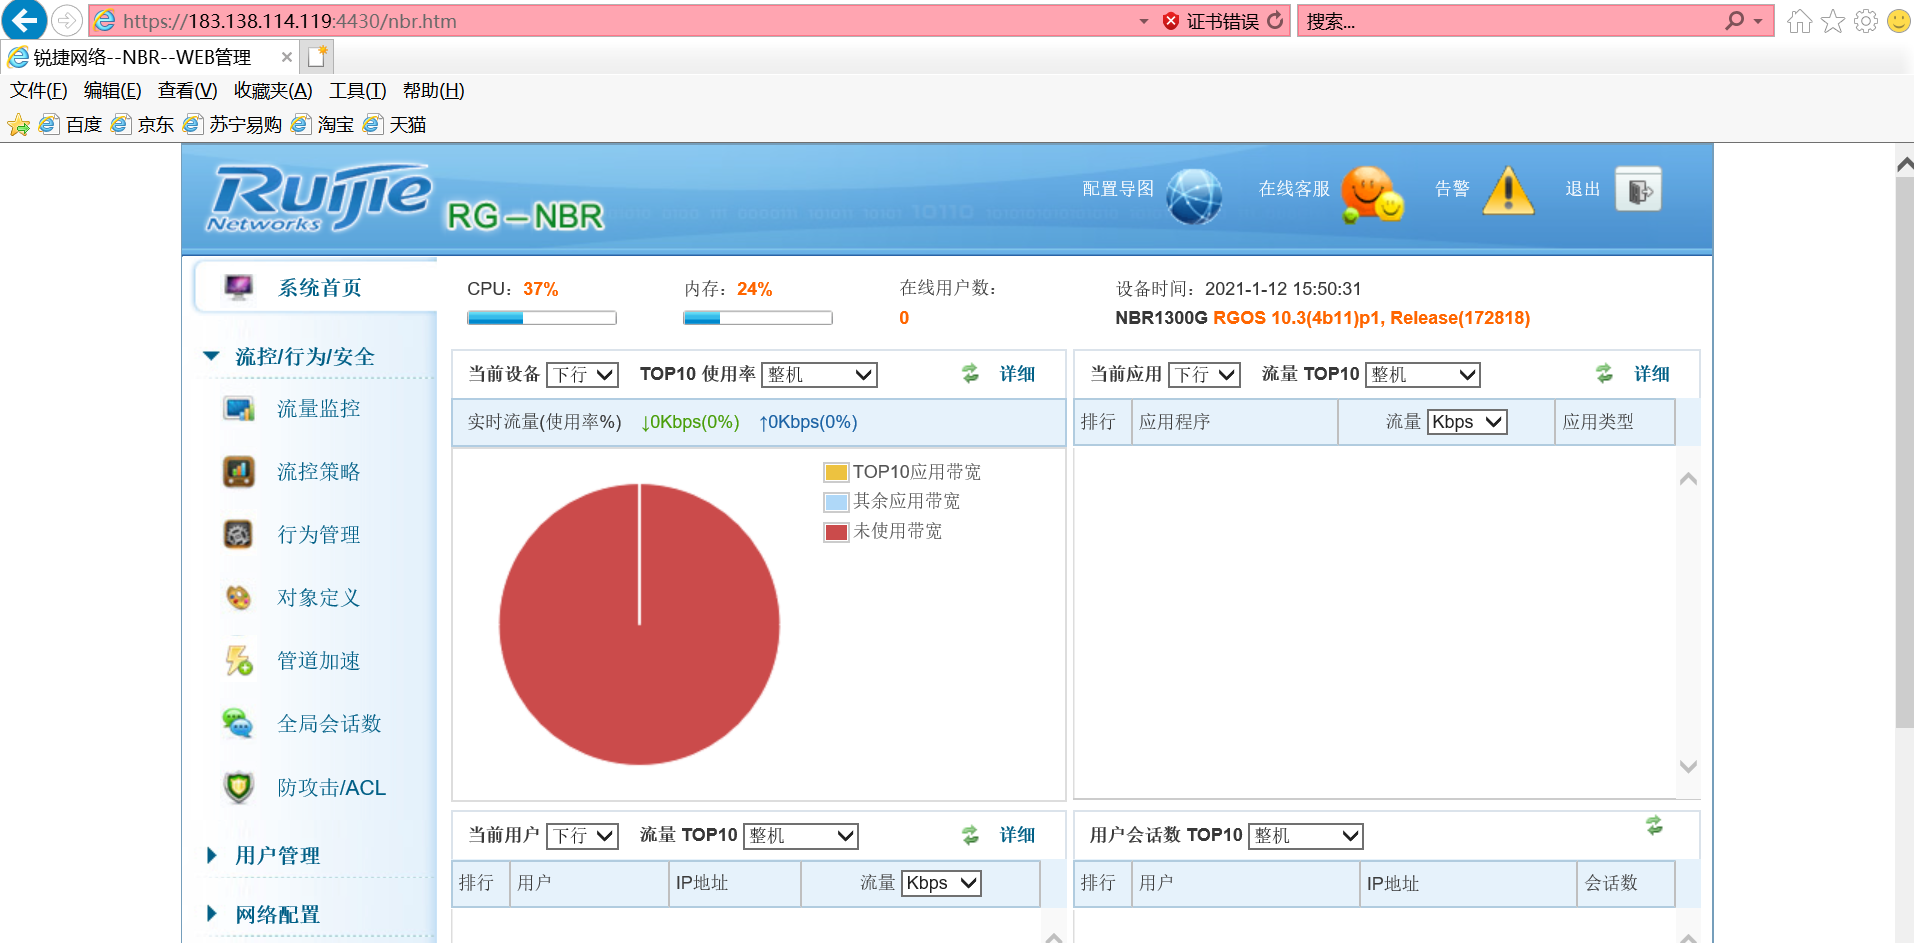 https://183.138.114.119:4430/nbr.htm 证书错误 搜索...
锐捷网络--NBR--WEB管理
文件(F) 编辑(E) 查看(V) 收藏夹(A) 工具(T) 帮助(H)
百度 京东 苏宁易购 淘宝 天猫
Ruijie Networks RG-NBR 配置导图 在线客服 告警 退出
系统首页
CPU: 37% 内存: 24% 在线用户数: 0
设备时间: 2021-1-12 15:50:31
NBR1300G RGOS 10.3(4b11)p1, Release(172818)
流控/行为/安全
流量监控
流控策略
行为管理
对象定义
管道加速
全局会话数
防攻击/ACL
用户管理
网络配置
当前设备 下行 TOP10 使用率 整机 详细
实时流量(使用率%) ↓0Kbps(0%) ↑0Kbps(0%)
TOP10应用带宽
其余应用带宽
未使用带宽
当前应用 下行 流量 TOP10 整机 详细
排行 应用程序 流量 Kbps 应用类型
当前用户 下行 流量 TOP10 整机 详细
排行 用户 IP地址 流量 Kbps
用户会话数 TOP10 整机
排行 用户 IP地址 会话数